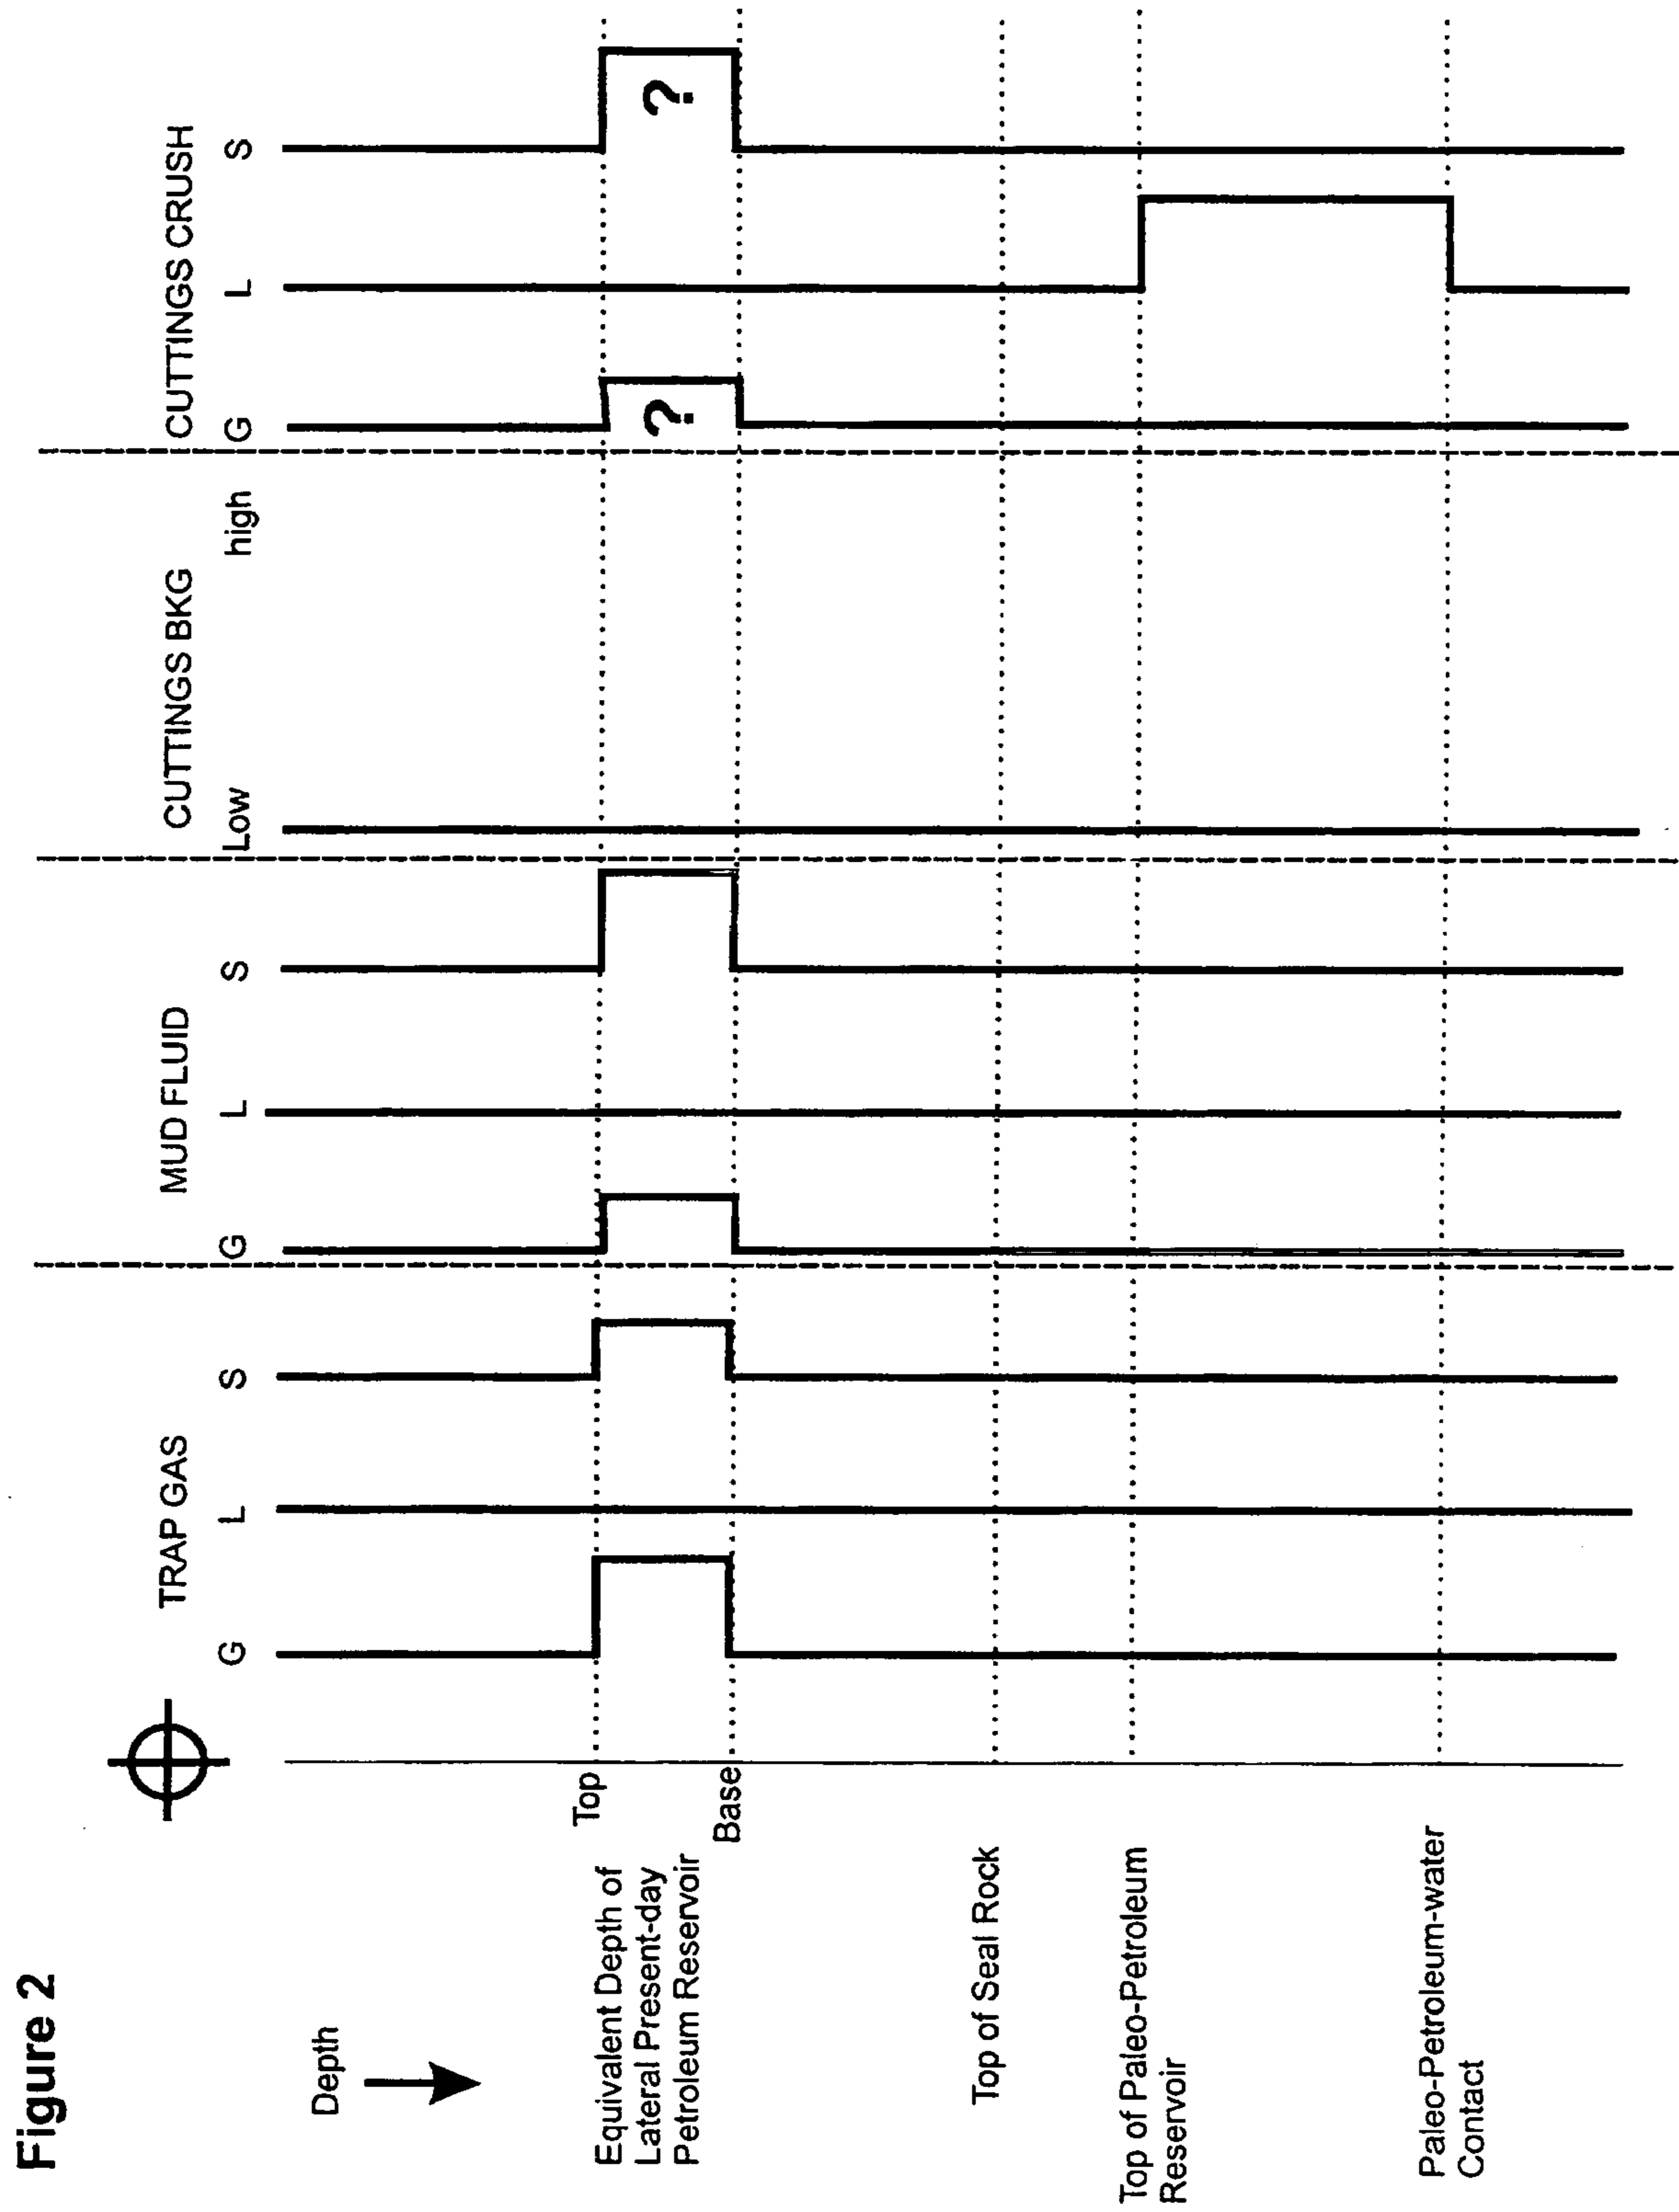 Figure 2
TRAP GAS MUD FLUID CUTTINGS BKG CUTTINGS CRUSH
G L S G L S Low high G L S
Depth
Equivalent Depth of
Lateral Present-day
Petroleum Reservoir
Top
Base
? ?
Top of Seal Rock
Top of Paleo-Petroleum
Reservoir
Paleo-Petroleum-water
Contact